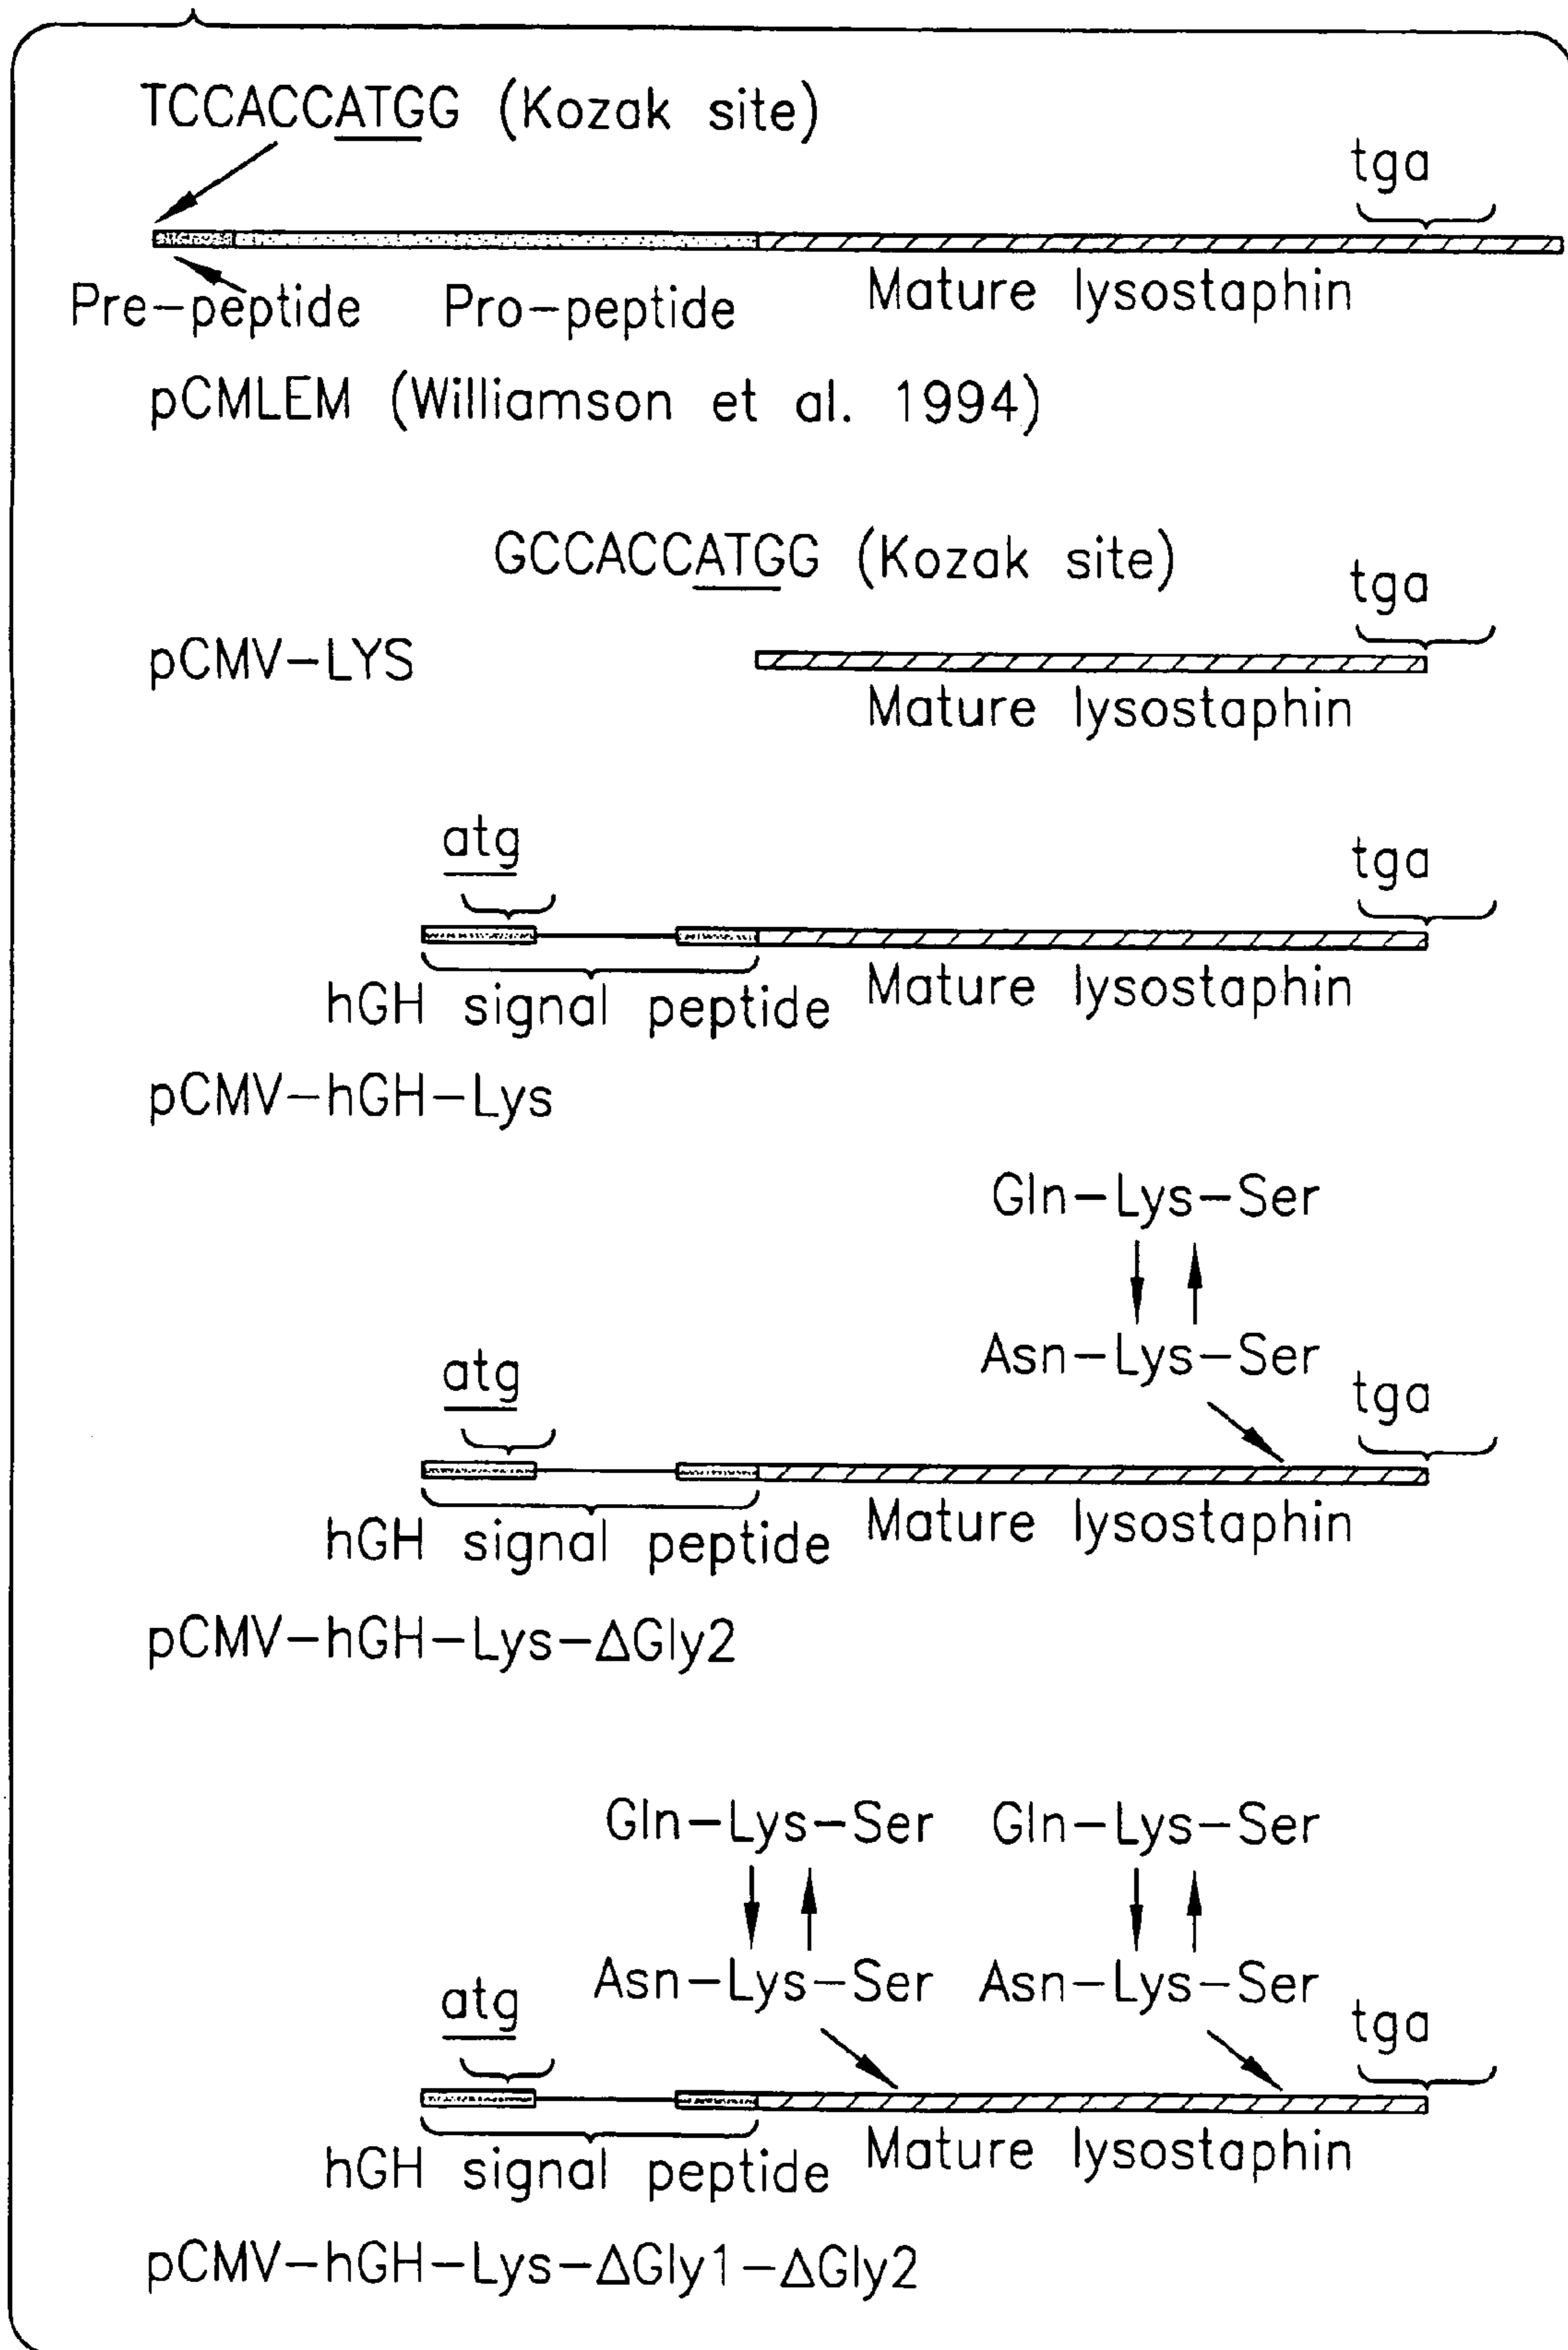 TCCACCATGG (Kozak site)
tga
Pre-peptide Pro-peptide Mature lysostaphin
pCMLEM (Williamson et al. 1994)
GCCACCATGG (Kozak site)
tga
pCMV-LYS
Mature lysostaphin
atg tga
hGH signal peptide Mature lysostaphin
pCMV-hGH-Lys
Gln-Lys-Ser
Asn-Lys-Ser
atg tga
hGH signal peptide Mature lysostaphin
pCMV-hGH-Lys-ΔGly2
Gln-Lys-Ser Gln-Lys-Ser
Asn-Lys-Ser Asn-Lys-Ser
atg tga
hGH signal peptide Mature lysostaphin
pCMV-hGH-Lys-ΔGly1-ΔGly2